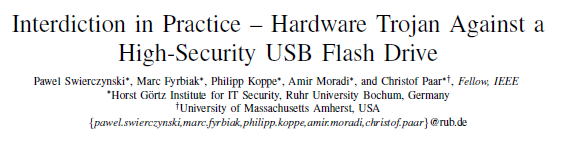 Interdiction in Practice – Hardware Trojan Against a
High-Security USB Flash Drive
Pawel Swierczynski*, Marc Fyrbiak*, Philipp Koppe*, Amir Moradi*, and Christof Paar*†, Fellow, IEEE
*Horst Görtz Institute for IT Security, Ruhr University Bochum, Germany
†University of Massachusetts Amherst, USA
{pawel.swierczynski,marc.fyrbiak,philipp.koppe,amir.moradi,christof.paar}@rub.de